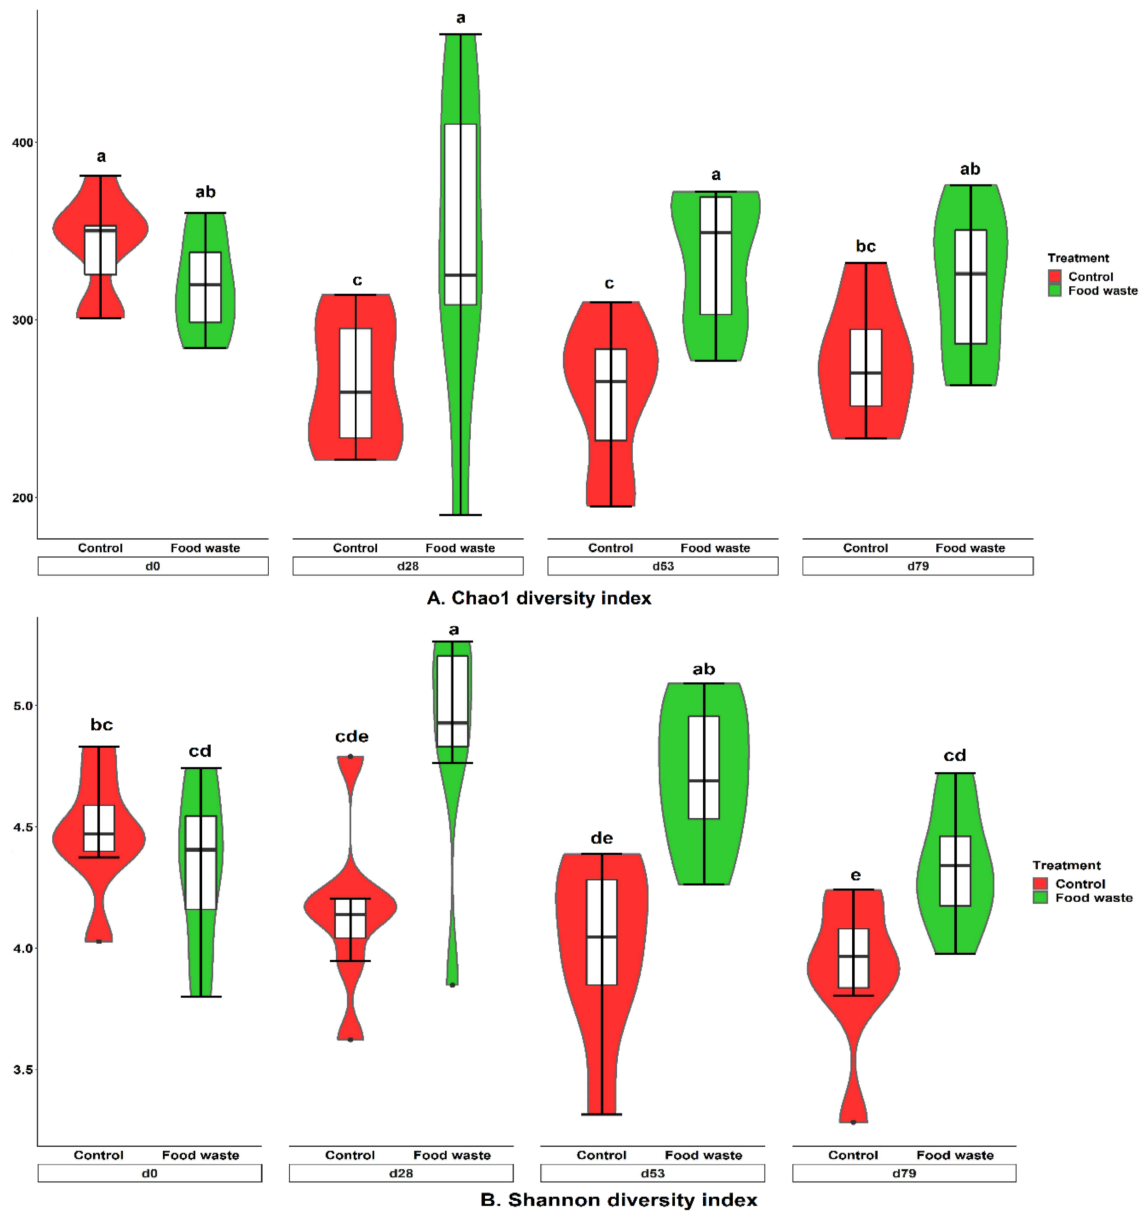 a
400
a
ab
a
ab
bc
c
c
Treatment
Control
Food waste
300
200
Control Food waste Control Food waste Control Food waste Control Food waste
d0 d28 d53 d79
A. Chao1 diversity index
a
ab
5.0
bc
cde
cd
cd
4.5
de
e
Treatment
Control
Food waste
4.0
3.5
Control Food waste Control Food waste Control Food waste Control Food waste
d0 d28 d53 d79
B. Shannon diversity index